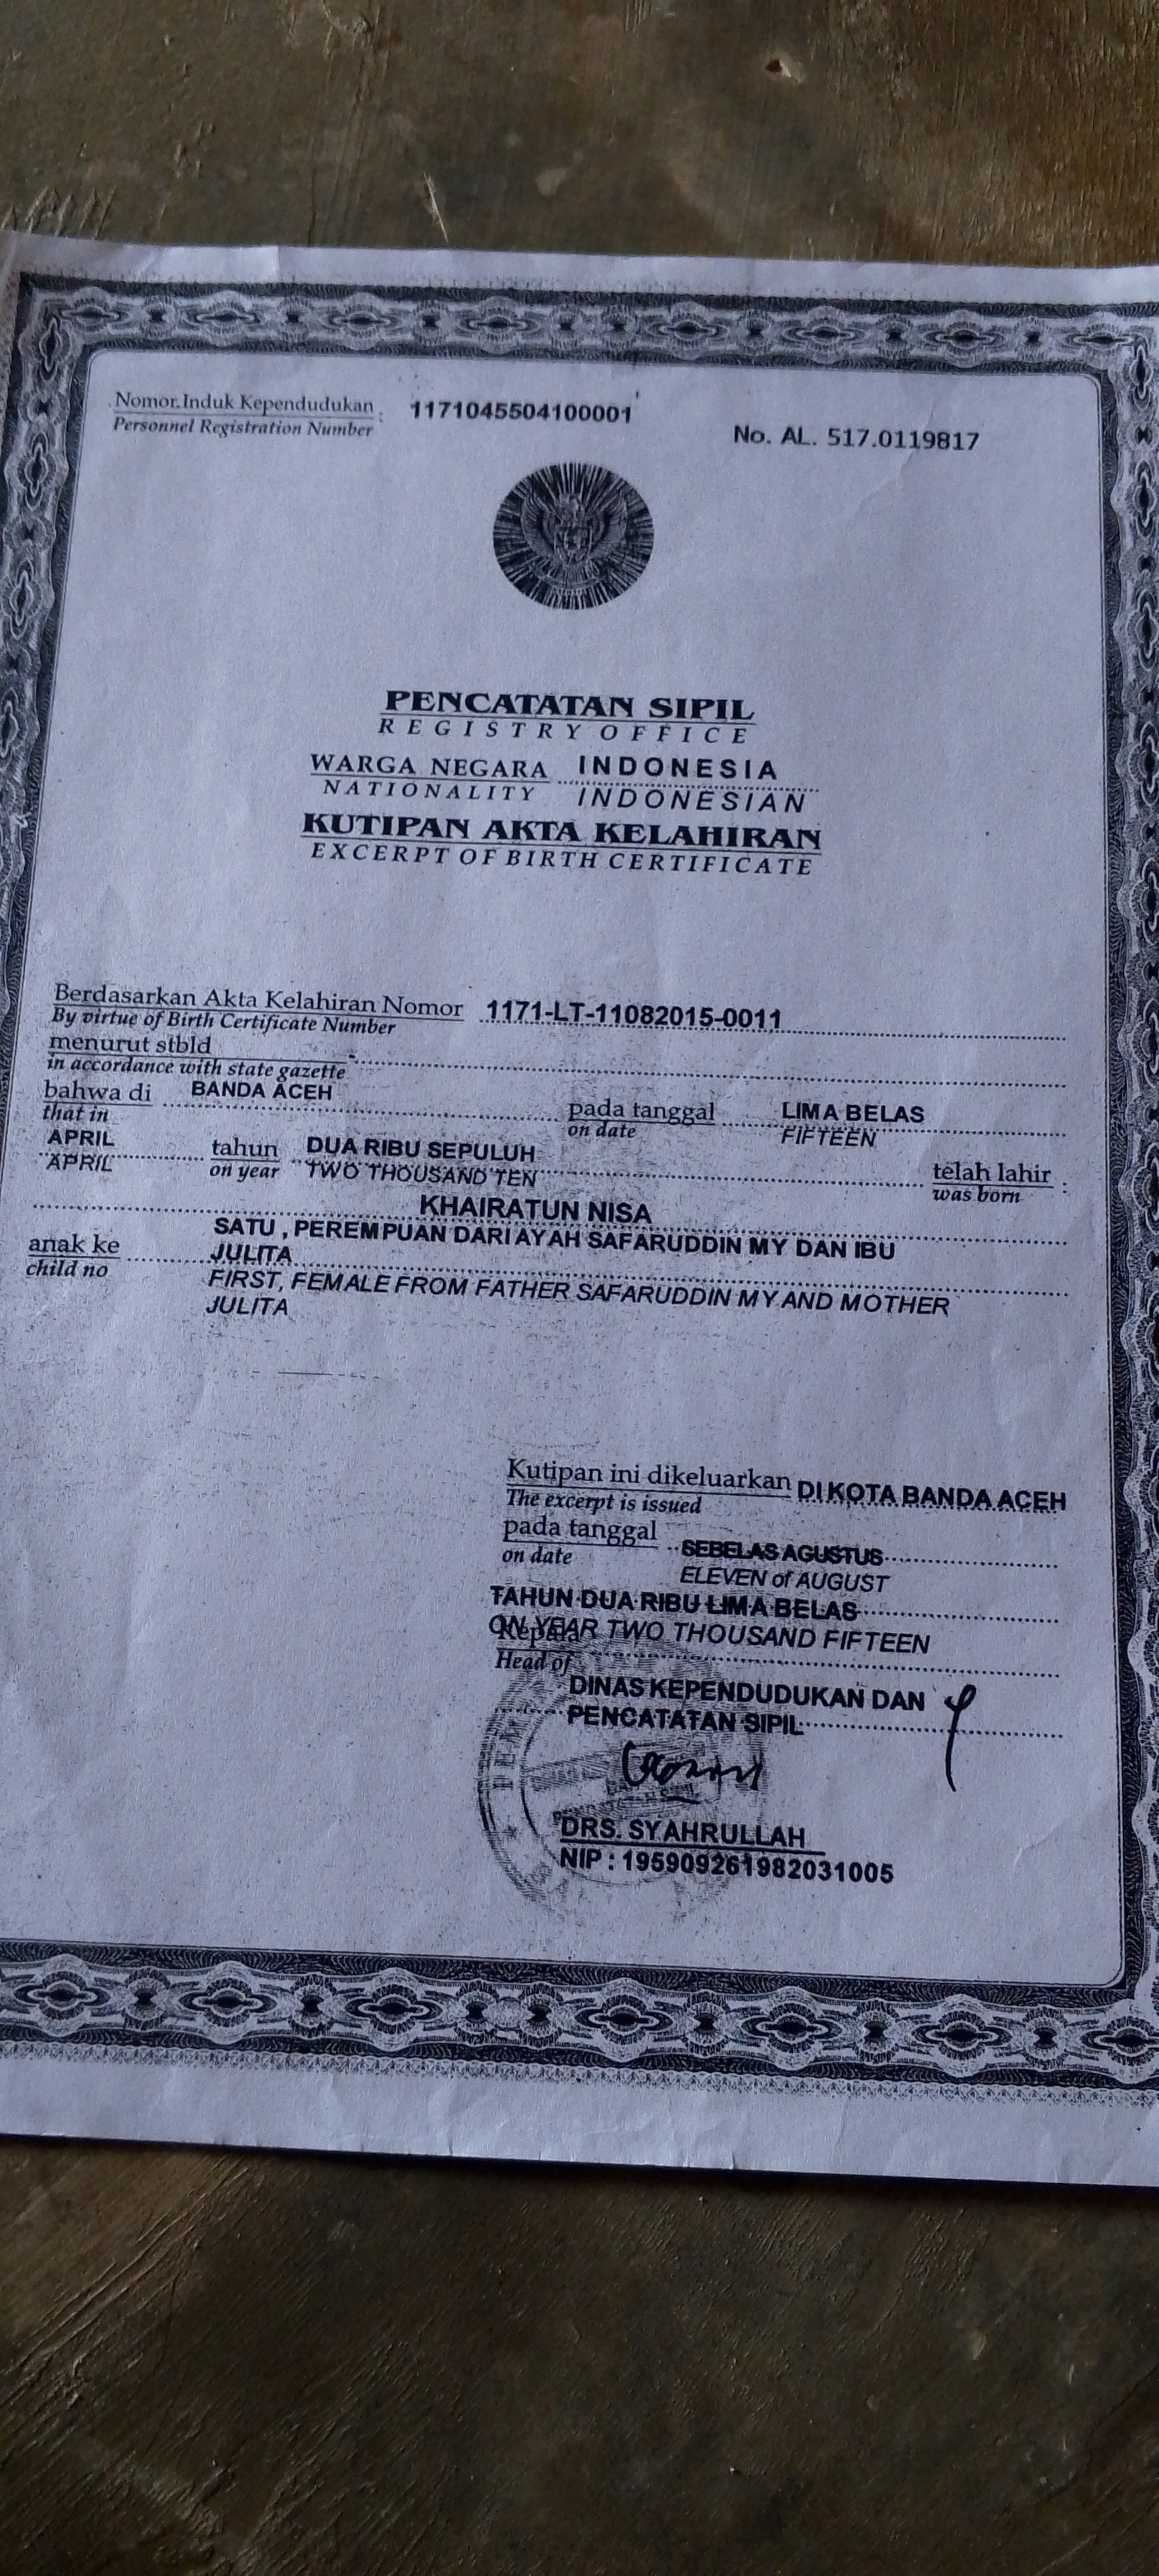 Nomor Induk Kependudukan : 1171045504100001
Personnel Registration Number
No. AL. 517.0119817
PENCATATAN SIPIL
REGISTRY OFFICE
WARGA NEGARA INDONESIA
NATIONALITY INDONESIAN
KUTIPAN AKTA KELAHIRAN
EXCERPT OF BIRTH CERTIFICATE
Berdasarkan Akta Kelahiran Nomor 1171-LT-11082015-0011
By virtue of Birth Certificate Number
menurut stbld -
in accordance with state gazette
bahwa di BANDA ACEH pada tanggal LIMA BELAS
that in on date FIFTEEN
APRIL tahun DUA RIBU SEPULUH telah lahir :
APRIL on year TWO THOUSAND TEN was born
KHAIRATUN NISA
anak ke SATU , PEREMPUAN DARI AYAH SAFARUDDIN MY DAN IBU
child no JULITA
FIRST, FEMALE FROM FATHER SAFARUDDIN MY AND MOTHER
JULITA
Kutipan ini dikeluarkan DI KOTA BANDA ACEH
The excerpt is issued
pada tanggal SEBELAS AGUSTUS
on date ELEVEN of AUGUST
TAHUN DUA RIBU LIMA BELAS
ON YEAR TWO THOUSAND FIFTEEN
Kepala
Head of
DINAS KEPENDUDUKAN DAN
PENCATATAN SIPIL
DRS. SYAHRULLAH
NIP : 195909261982031005